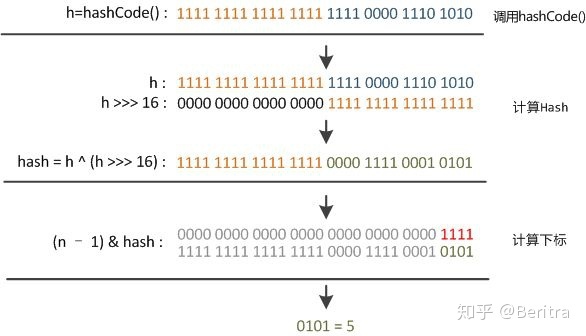 h=hashCode() : 1111 1111 1111 1111 1111 0000 1110 1010 调用hashCode()
h : 1111 1111 1111 1111 1111 0000 1110 1010
h >>> 16 : 0000 0000 0000 0000 1111 1111 1111 1111 计算Hash
hash = h ^ (h >>> 16) : 1111 1111 1111 1111 0000 1111 0001 0101
(n - 1) & hash : 0000 0000 0000 0000 0000 0000 0000 1111 计算下标
1111 1111 1111 1111 0000 1111 0001 0101
0101 = 5
知乎 @Beritra